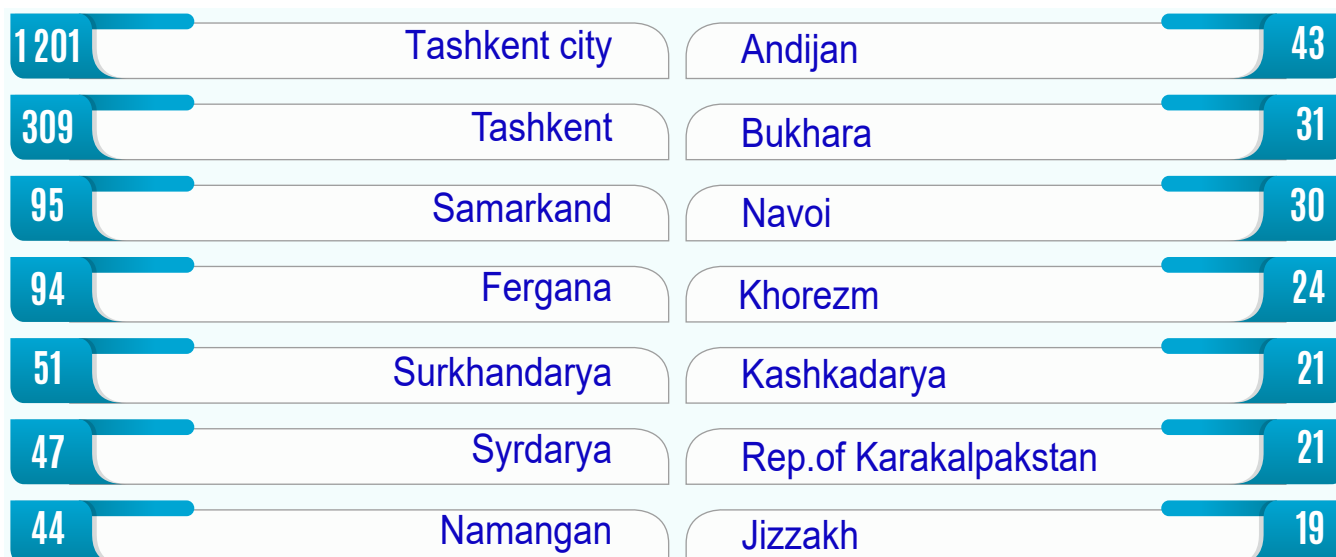 1 201 Tashkent city
309 Tashkent
95 Samarkand
94 Fergana
51 Surkhandarya
47 Syrdarya
44 Namangan
Andijan 43
Bukhara 31
Navoi 30
Khorezm 24
Kashkadarya 21
Rep.of Karakalpakstan 21
Jizzakh 19